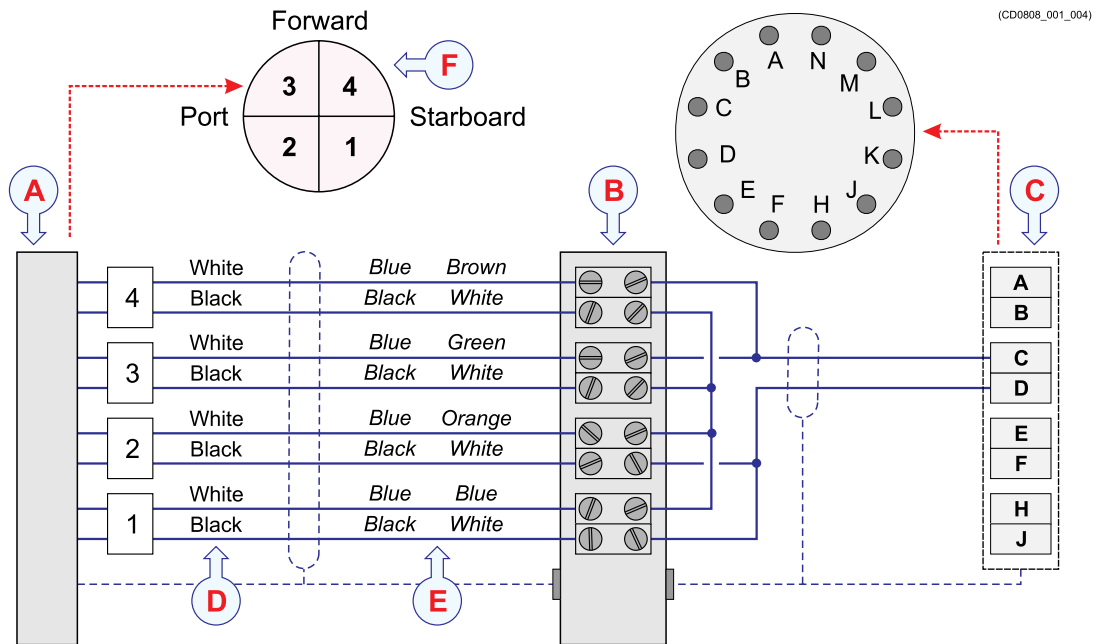 (CD0808_001_004)
Forward
F
3 4
Port Starboard
2 1
A N
B M
C L
D K
E J
F H
A
B
C
White Blue Brown
4
Black Black White
White Blue Green
3
Black Black White
White Blue Orange
2
Black Black White
White Blue Blue
1
Black Black White
A
B
C
D
E
F
H
J
D
E